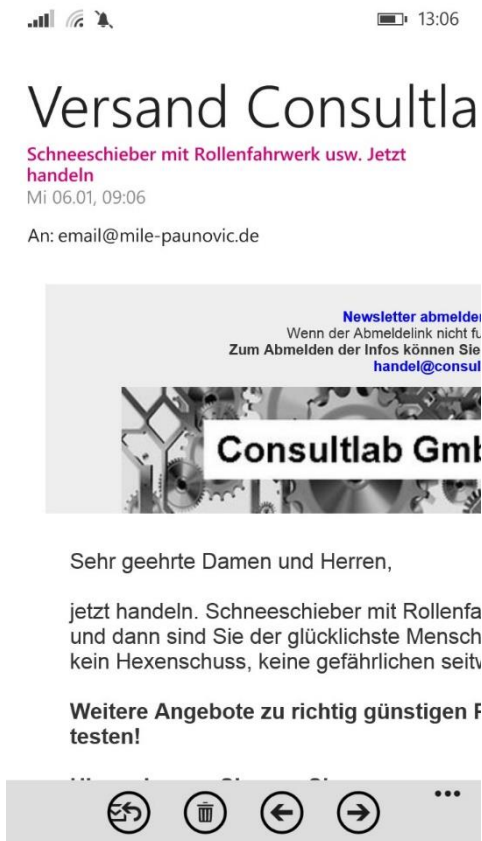 13:06
Versand Consultla
Schneeschieber mit Rollenfahrwerk usw. Jetzt
handeln
Mi 06.01, 09:06
An: email@mile-paunovic.de
Newsletter abmelde
Wenn der Abmeldelink nicht fu
Zum Abmelden der Infos können Sie
handel@consul
Consultlab Gmb
Sehr geehrte Damen und Herren,
jetzt handeln. Schneeschieber mit Rollenfa
und dann sind Sie der glücklichste Mensch
kein Hexenschuss, keine gefährlichen seitw
Weitere Angebote zu richtig günstigen P
testen!